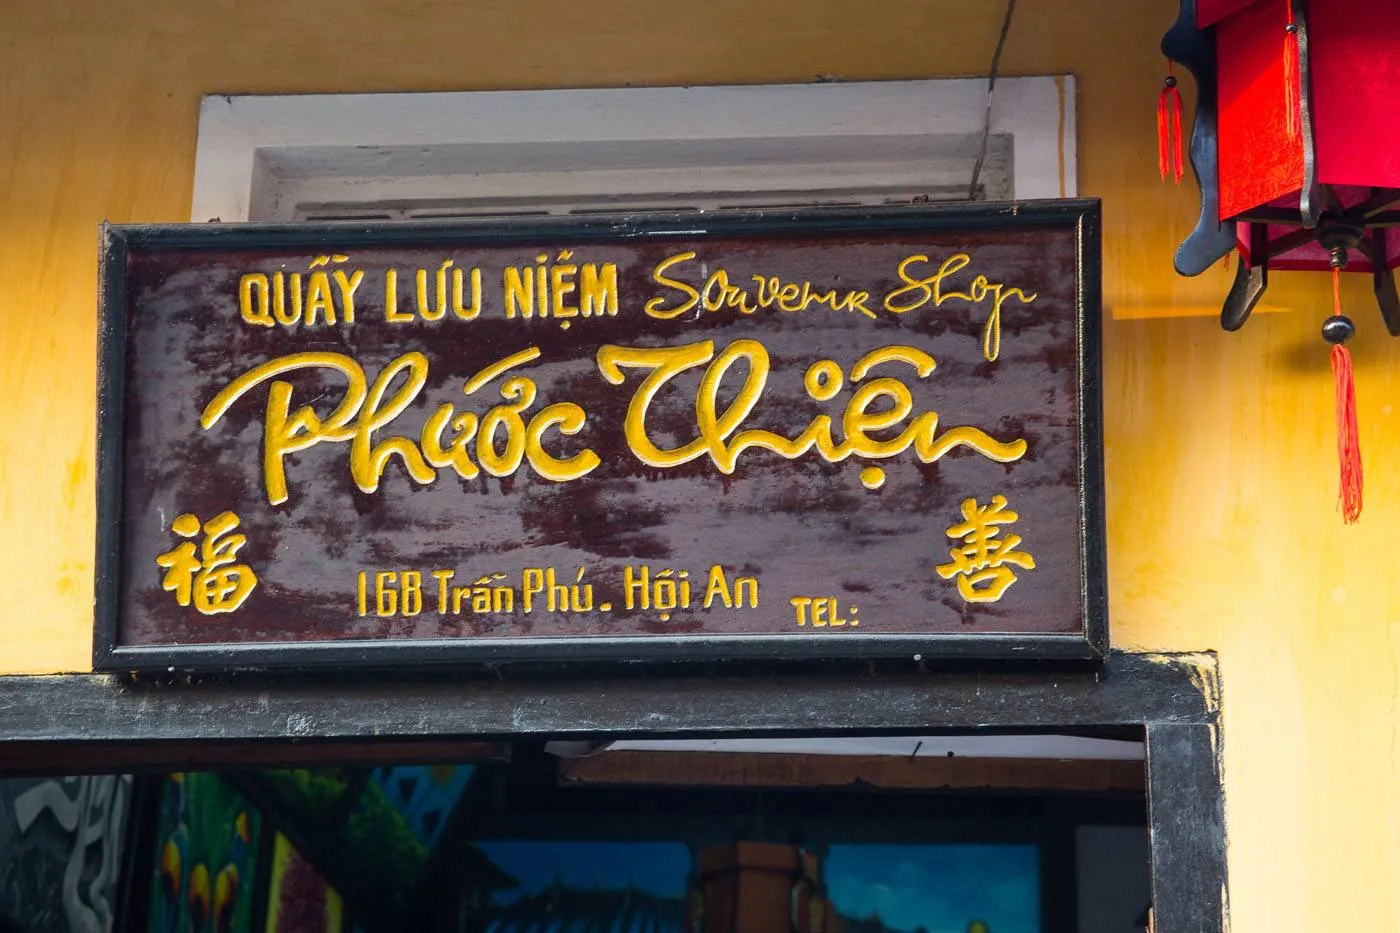 QUẦY LƯU NIỆM Souvenir Shop
Phước Thiện
福 善
168 Trần Phú. Hội An TEL: